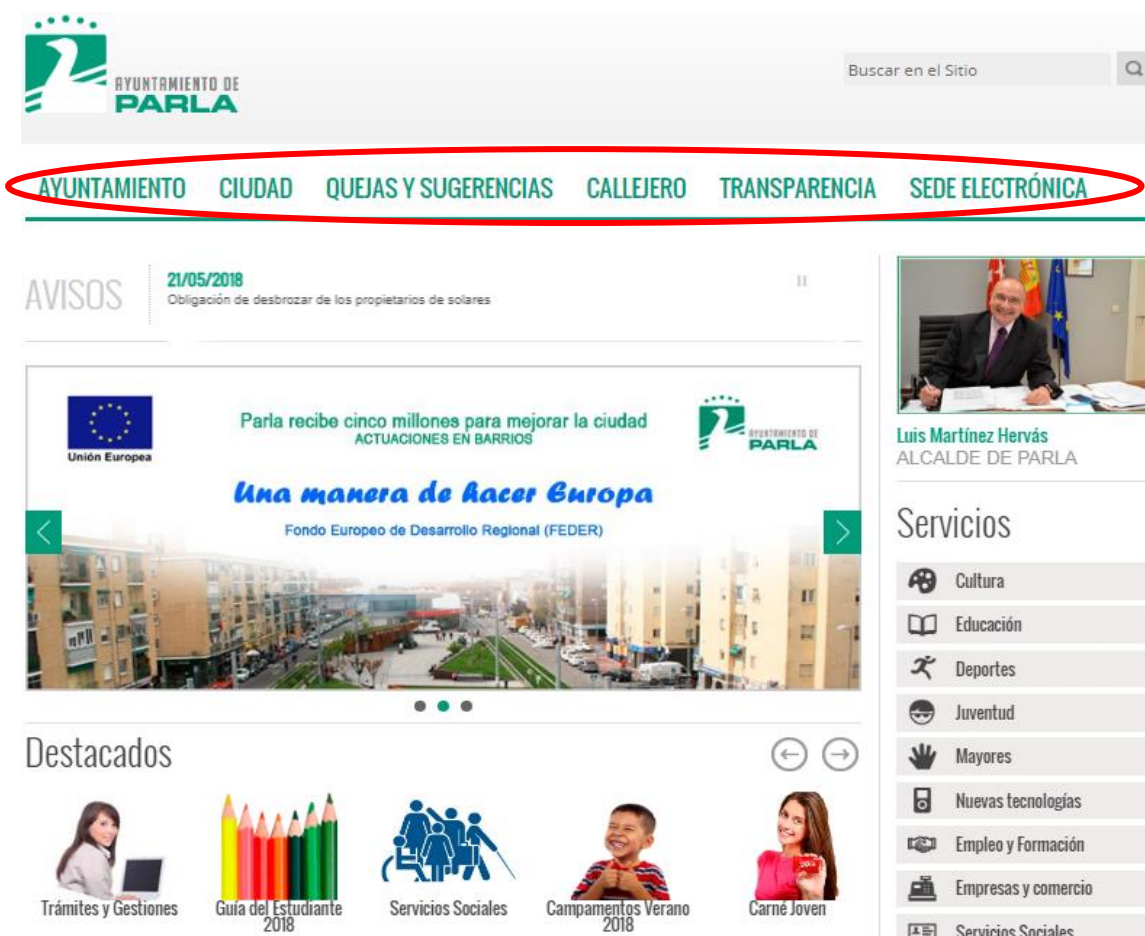 AYUNTAMIENTO DE
PARLA
Buscar en el Sitio
AYUNTAMIENTO CIUDAD QUEJAS Y SUGERENCIAS CALLEJERO TRANSPARENCIA SEDE ELECTRÓNICA
AVISOS
21/05/2018
Obligación de desbrozar de los propietarios de solares
Unión Europea
Parla recibe cinco millones para mejorar la ciudad
ACTUACIONES EN BARRIOS
Una manera de hacer Europa
Fondo Europeo de Desarrollo Regional (FEDER)
AYUNTAMIENTO DE
PARLA
Luis Martínez Hervás
ALCALDE DE PARLA
Servicios
Cultura
Educación
Deportes
Juventud
Mayores
Nuevas tecnologías
Empleo y Formación
Empresas y comercio
Servicios Sociales
Destacados
Trámites y Gestiones
Guia del Estudiante
2018
Servicios Sociales
Campamentos Verano
2018
Carné Joven